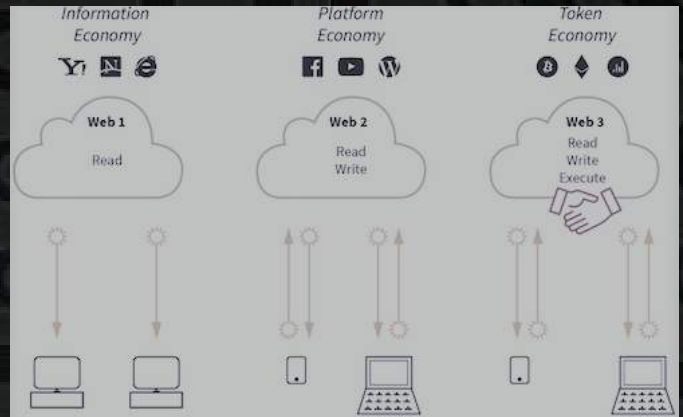 Information
Economy
Web 1
Read
Platform
Economy
Web 2
Read
Write
Token
Economy
Web 3
Read
Write
Execute